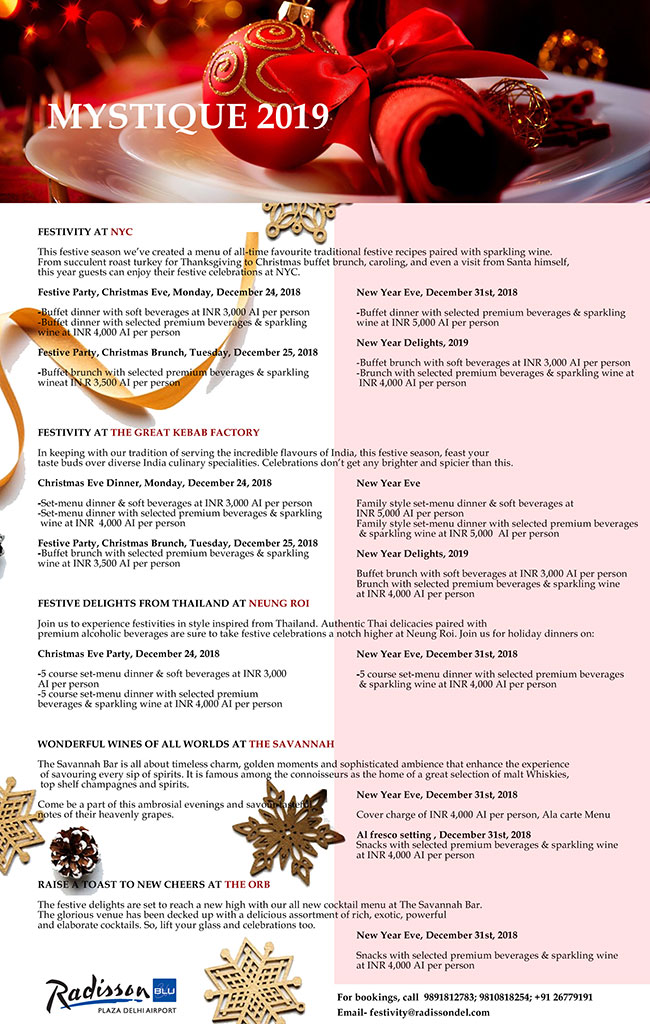 MYSTIQUE 2019
FESTIVITY AT NYC
This festive season we've created a menu of all-time favourite traditional festive recipes paired with sparkling wine.
From succulent roast turkey for Thanksgiving to Christmas buffet brunch, caroling, and even a visit from Santa himself,
this year guests can enjoy their festive celebrations at NYC.
Festive Party, Christmas Eve, Monday, December 24, 2018
-Buffet dinner with soft beverages at INR 3,000 AI per person
-Buffet dinner with selected premium beverages & sparkling
wine at IN R 4,000 AI per person
Festive Party, Christmas Brunch, Tuesday, December 25, 2018
-Buffet brunch with selected premium beverages & sparkling
wineat IN R 3,500 AI per person
New Year Eve, December 31st, 2018
-Buffet dinner with selected premium beverages & sparkling
wine at INR 5,000 AI per person
New Year Delights, 2019
-Buffet brunch with soft beverages at INR 3,000 AI per person
-Brunch with selected premium beverages & sparkling wine at
INR 4,000 AI per person
FESTIVITY AT THE GREAT KEBAB FACTORY
In keeping with our tradition of serving the incredible flavours of India, this festive season, feast your
taste buds over diverse India culinary specialities. Celebrations don't get any brighter and spicier than this.
Christmas Eve Dinner, Monday, December 24, 2018
-Set-menu dinner & soft beverages at INR 3,000 AI per person
-Set-menu dinner with selected premium beverages & sparkling
wine at INR 4,000 AI per person
Festive Party, Christmas Brunch, Tuesday, December 25, 2018
-Buffet brunch with selected premium beverages & sparkling
wine at INR 3,500 AI per person
New Year Eve
Family style set-menu dinner & soft beverages at
INR 5,000 AI per person
Family style set-menu dinner with selected premium beverages
& sparkling wine at INR 5,000 AI per person
New Year Delights, 2019
Buffet brunch with soft beverages at INR 3,000 AI per person
Brunch with selected premium beverages & sparkling wine
at INR 4,000 AI per person
FESTIVE DELIGHTS FROM THAILAND AT NEUNG ROI
Join us to experience festivities in style inspired from Thailand. Authentic Thai delicacies paired with
premium alcoholic beverages are sure to take festive celebrations a notch higher at Neung Roi. Join us for holiday dinners on:
Christmas Eve Party, December 24, 2018
-5 course set-menu dinner & soft beverages at INR 3,000
AI per person
-5 course set-menu dinner with selected premium
beverages & sparkling wine at INR 4,000 AI per person
New Year Eve, December 31st, 2018
-5 course set-menu dinner with selected premium beverages
& sparkling wine at INR 4,000 AI per person
WONDERFUL WINES OF ALL WORLDS AT THE SAVANNAH
The Savannah Bar is all about timeless charm, golden moments and sophisticated ambience that enhance the experience
of savouring every sip of spirits. It is famous among the connoisseurs as the home of a great selection of malt Whiskies,
top shelf champagnes and spirits.
Come be a part of this ambrosial evenings and savour tasteful
notes of their heavenly grapes.
New Year Eve, December 31st, 2018
Cover charge of INR 4,000 AI per person, Ala carte Menu
Al fresco setting , December 31st, 2018
Snacks with selected premium beverages & sparkling wine
at INR 4,000 AI per person
RAISE A TOAST TO NEW CHEERS AT THE ORB
The festive delights are set to reach a new high with our all new cocktail menu at The Savannah Bar.
The glorious venue has been decked up with a delicious assortment of rich, exotic, powerful
and elaborate cocktails. So, lift your glass and celebrations too.
New Year Eve, December 31st, 2018
Snacks with selected premium beverages & sparkling wine
at INR 4,000 AI per person
Radisson BLU
PLAZA DELHI AIRPORT
For bookings, call 9891812783; 9810818254; +91 26779191
Email- festivity@radissondel.com